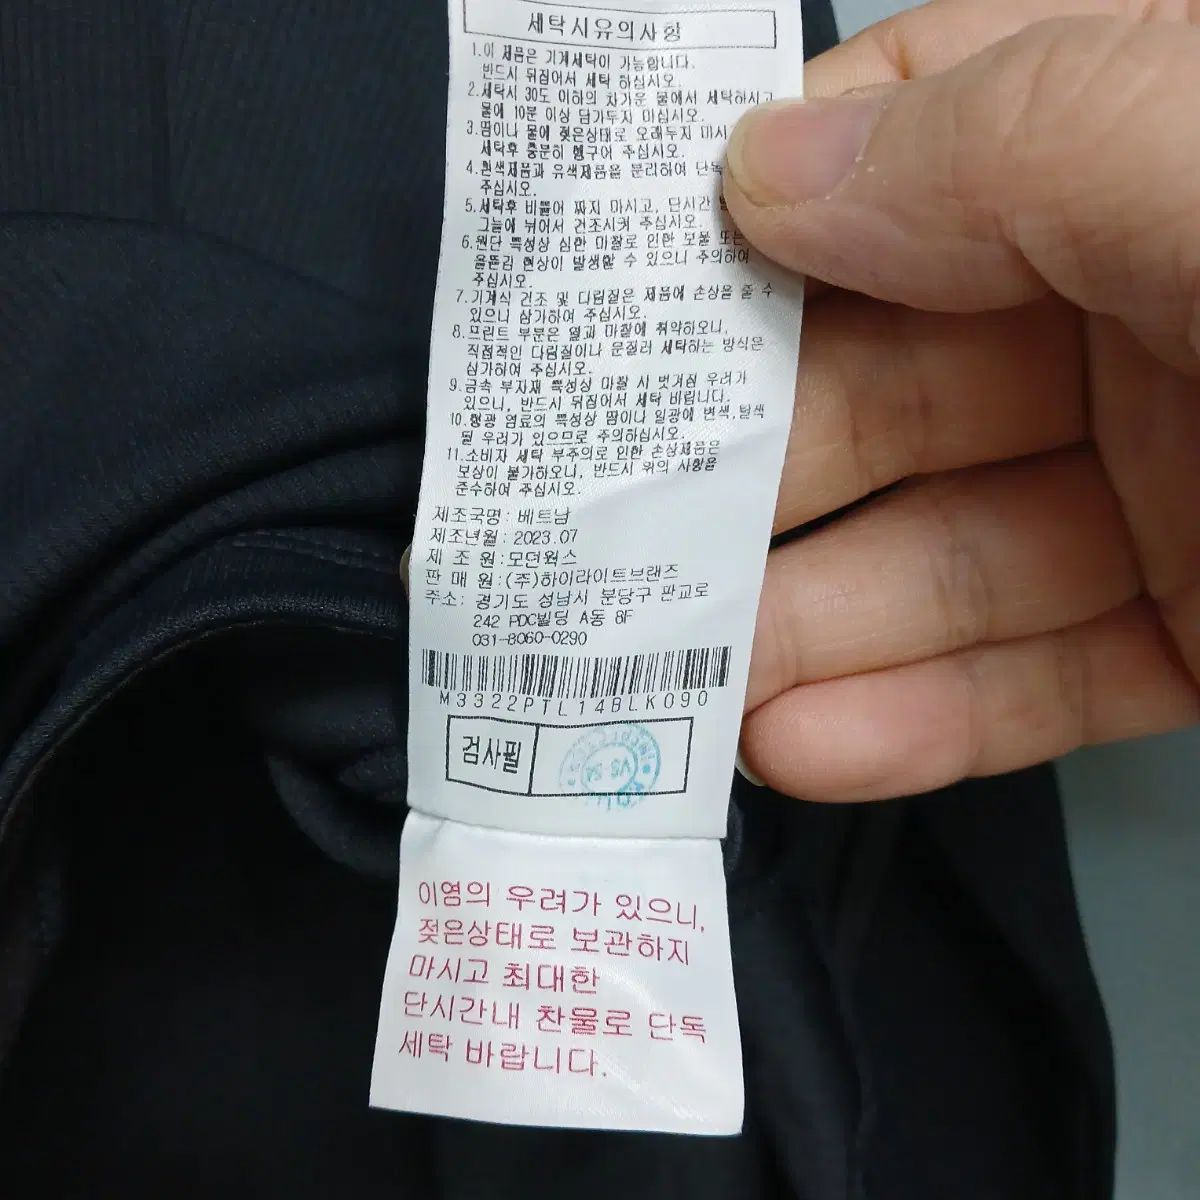 세탁시유의사항
1.이 제품은 기계세탁이 가능합니다.
반드시 뒤집어서 세탁 하십시오.
2.세탁시 30도 이하의 차가운 물에서 세탁하시고
물에 10분 이상 담가두지 마십시오.
3.땀이나 물에 젖은상태로 오래두지 마시
세탁후 충분히 헹구어 주십시오.
4.흰색제품과 유색제품을 분리하여 단독
주십시오.
5.세탁후 비틀어 짜지 마시고, 단시간
그늘에 뉘어서 건조시켜 주십시오.
6.원단 특성상 심한 마찰로 인한 보풀 또는
올뜯김 현상이 발생할 수 있으니 주의하여
주십시오.
7.기계식 건조 및 다림질은 제품에 손상을 줄 수
있으니 삼가하여 주십시오.
8.프린트 부분은 열과 마찰에 취약하오니,
직접적인 다림질이나 문질러 세탁하는 방식은
삼가하여 주십시오.
9.금속 부자재 특성상 마찰 시 벗겨짐 우려가
있으니, 반드시 뒤집어서 세탁 바랍니다.
10.형광 염료의 특성상 땀이나 일광에 변색,탈색
될 우려가 있으므로 주의하십시오.
11.소비자 세탁 부주의로 인한 손상제품은
보상이 불가하오니, 반드시 위의 사항을
준수하여 주십시오.
제조국명: 베트남
제조년월: 2023.07
제 조 원: 모던웍스
판 매 원: (주)하이라이트브랜즈
주소: 경기도 성남시 분당구 판교로
242 PDC빌딩 A동 8F
031-8060-0290
M3322PTL14BLK090
검사필
이염의 우려가 있으니,
젖은상태로 보관하지
마시고 최대한
단시간내 찬물로 단독
세탁 바랍니다.